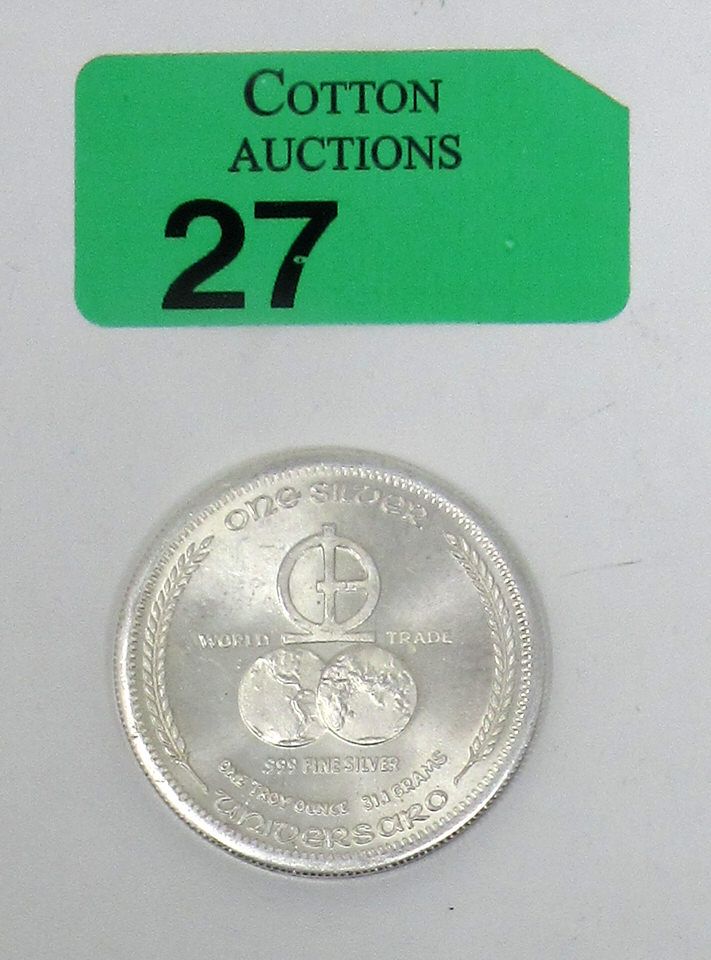 COTTON
AUCTIONS
27
ONE SILVER
WORLD TRADE
.999 FINE SILVER
ONE TROY OUNCE 31.1 GRAMS
UNIVERSARO